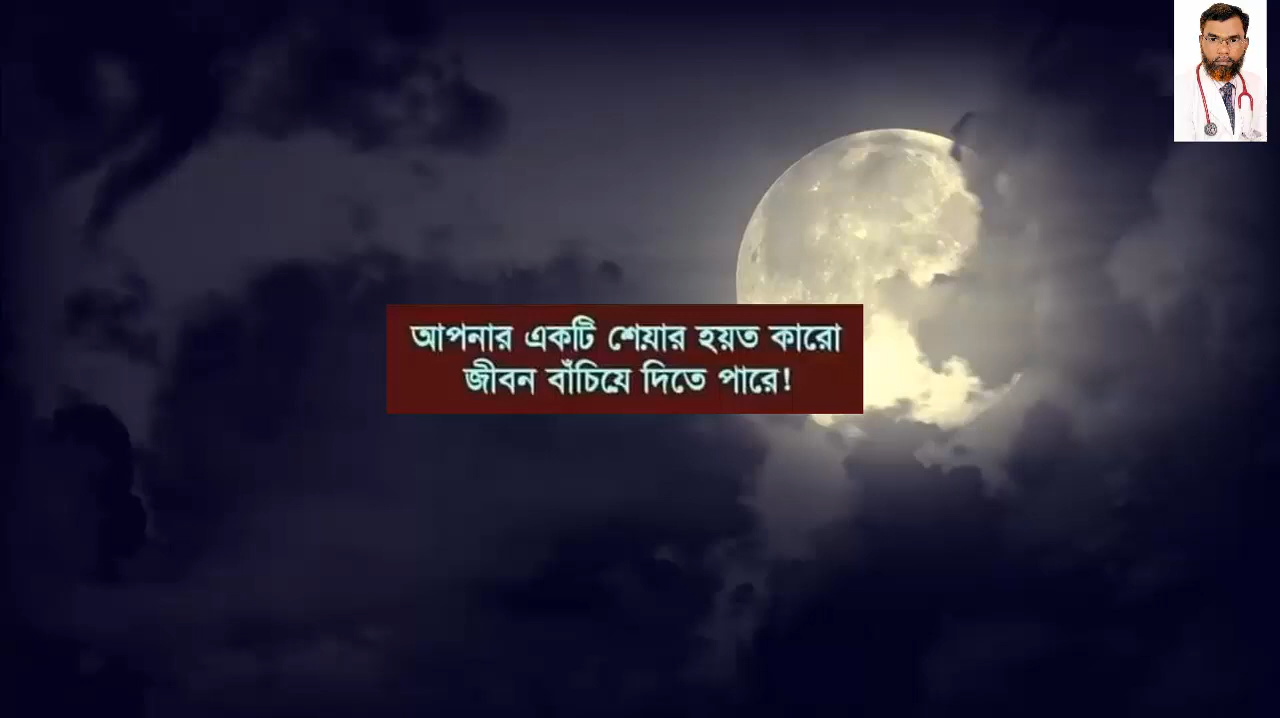 আপনার একটি শেয়ার হয়ত কারো
জীবন বাঁচিয়ে দিতে পারে!